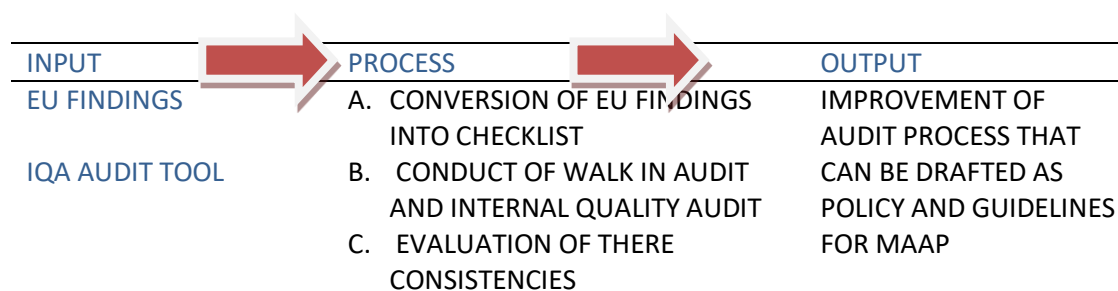 INPUT PROCESS OUTPUT
EU FINDINGS A. CONVERSION OF EU FINDINGS IMPROVEMENT OF
INTO CHECKLIST AUDIT PROCESS THAT
IQA AUDIT TOOL B. CONDUCT OF WALK IN AUDIT CAN BE DRAFTED AS
AND INTERNAL QUALITY AUDIT POLICY AND GUIDELINES
C. EVALUATION OF THERE FOR MAAP
CONSISTENCIES